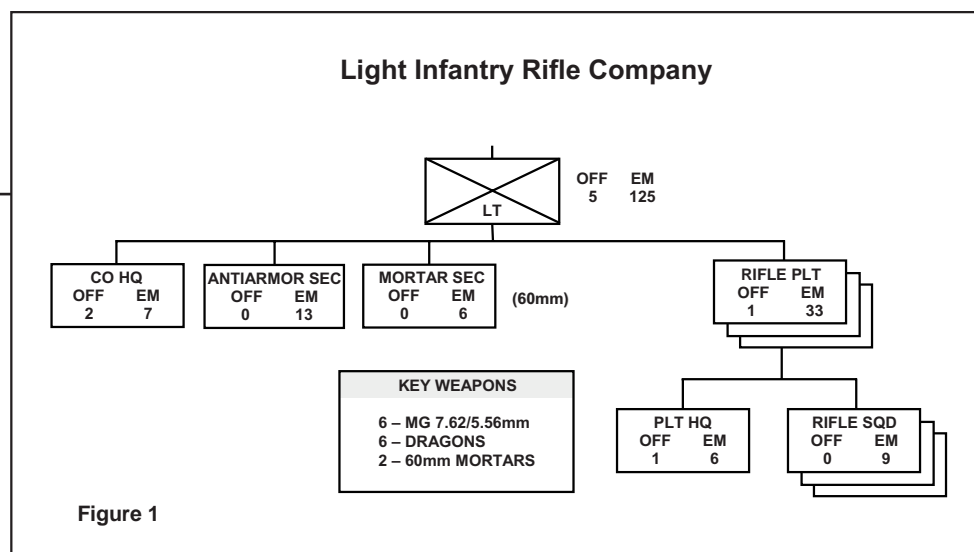 Light Infantry Rifle Company
LT
OFF EM
5 125
CO HQ
OFF EM
2 7
ANTIARMOR SEC
OFF EM
0 13
MORTAR SEC
OFF EM
0 6
(60mm)
RIFLE PLT
OFF EM
1 33
KEY WEAPONS
6 – MG 7.62/5.56mm
6 – DRAGONS
2 – 60mm MORTARS
PLT HQ
OFF EM
1 6
RIFLE SQD
OFF EM
0 9
Figure 1